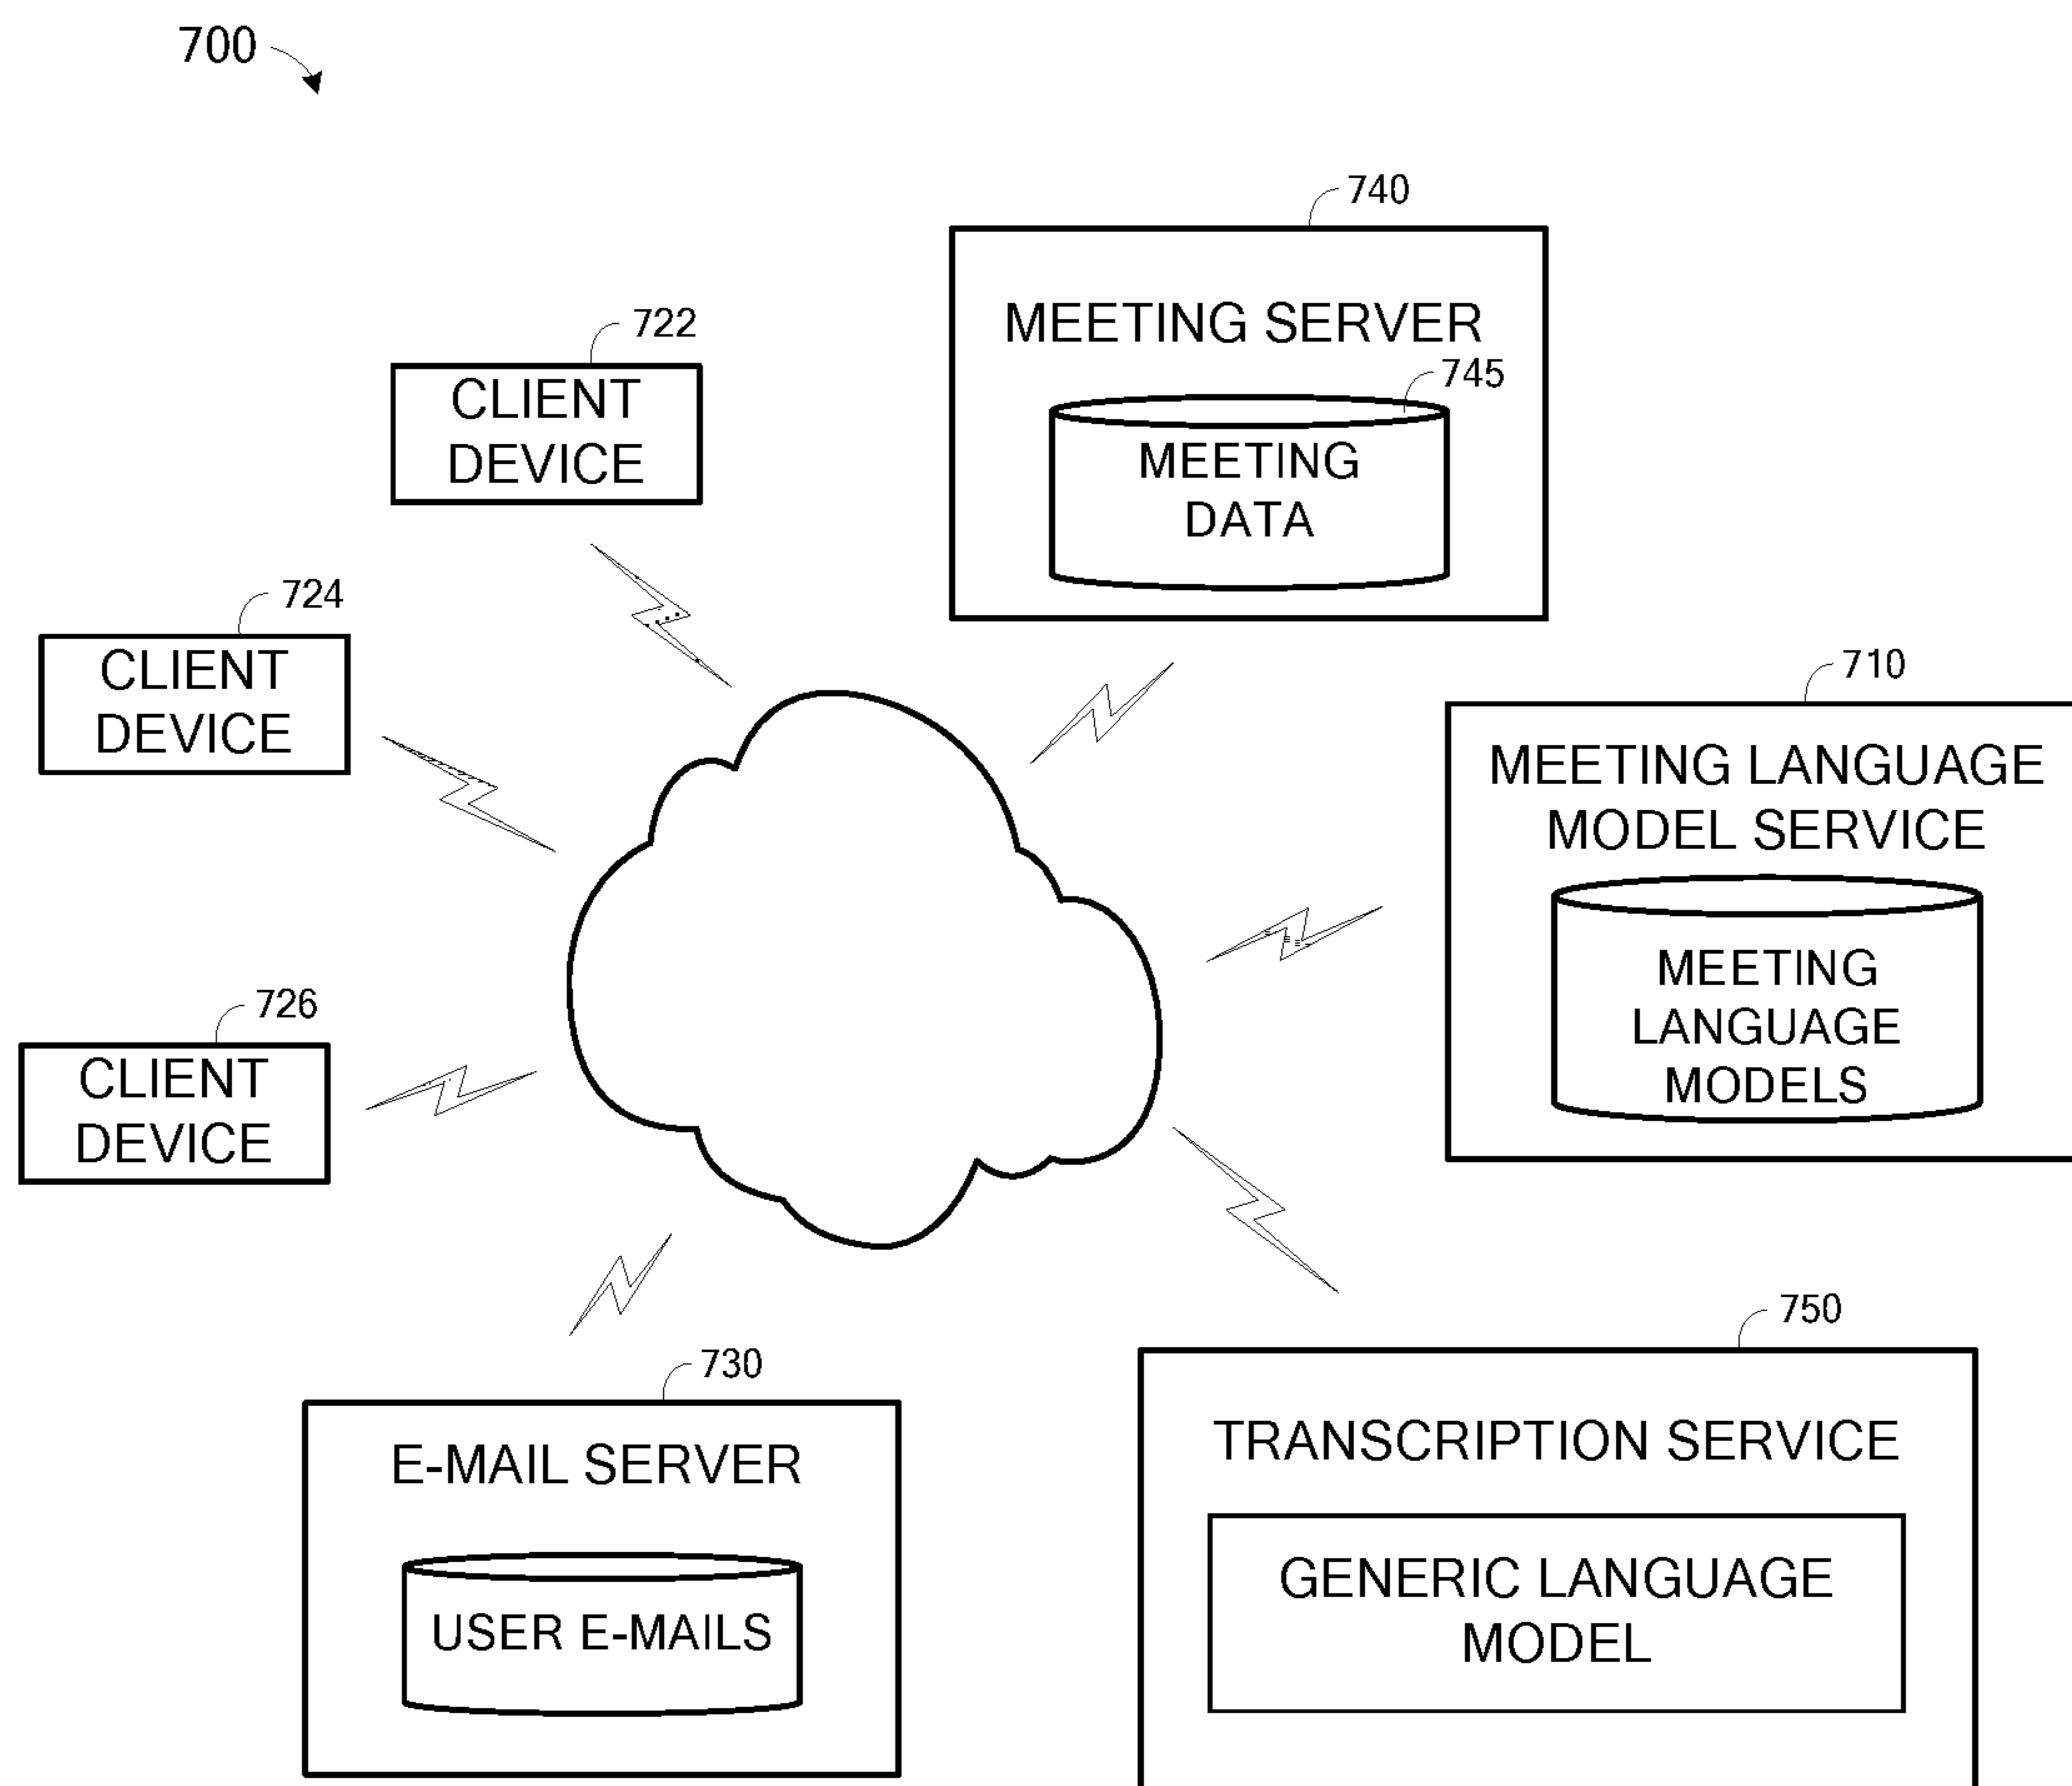 700
740
MEETING SERVER
745
MEETING
DATA
722
CLIENT
DEVICE
724
CLIENT
DEVICE
710
MEETING LANGUAGE
MODEL SERVICE
MEETING
LANGUAGE
MODELS
726
CLIENT
DEVICE
730
E-MAIL SERVER
USER E-MAILS
750
TRANSCRIPTION SERVICE
GENERIC LANGUAGE
MODEL